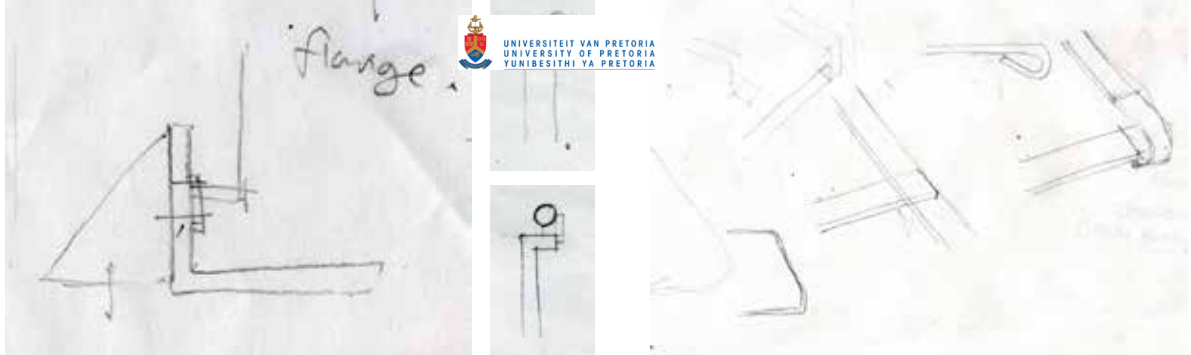 flange.
UNIVERSITEIT VAN PRETORIA
UNIVERSITY OF PRETORIA
YUNIBESITHI YA PRETORIA